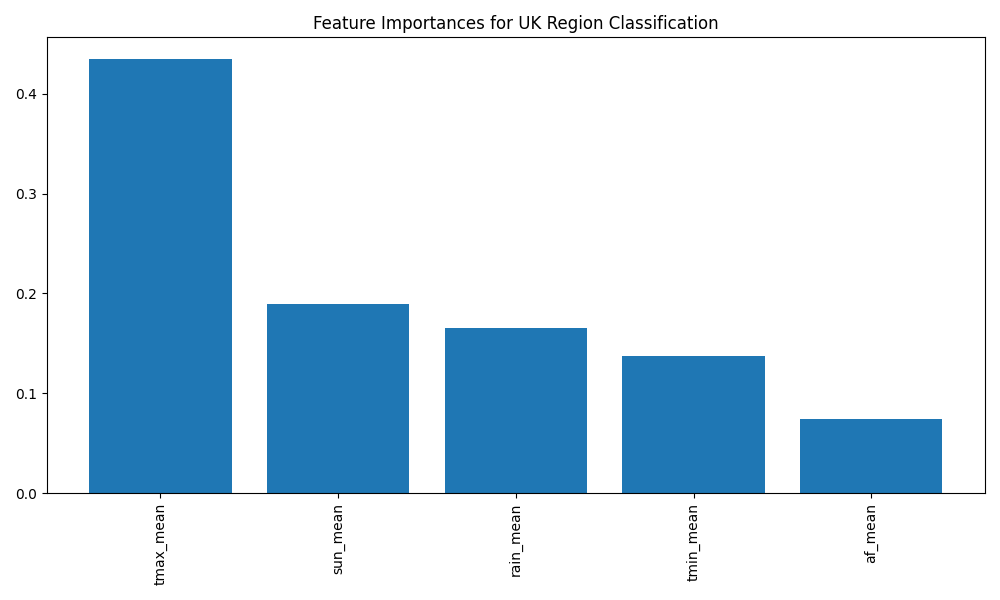 Feature Importances for UK Region Classification
0.4
0.3
0.2
0.1
0.0
tmax_mean
sun_mean
rain_mean
tmin_mean
af_mean